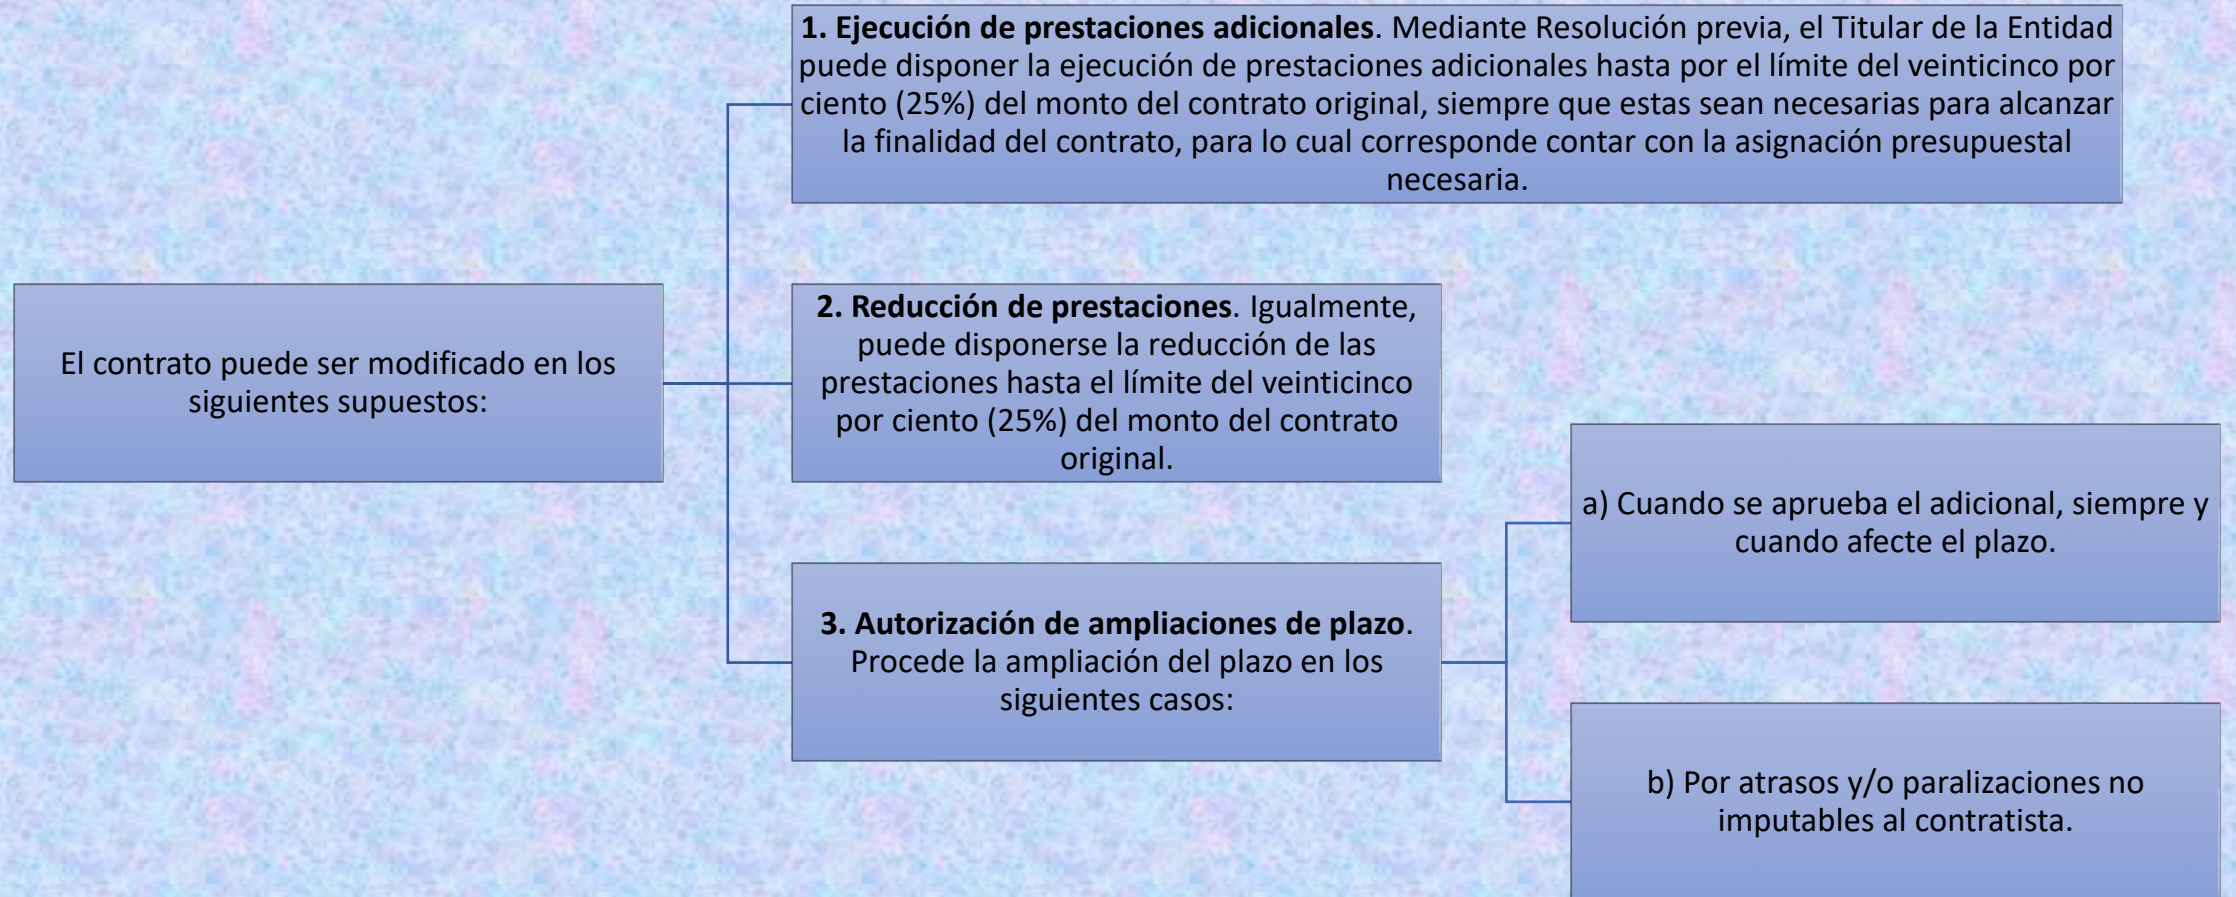 1. Ejecución de prestaciones adicionales. Mediante Resolución previa, el Titular de la Entidad
puede disponer la ejecución de prestaciones adicionales hasta por el límite del veinticinco por
ciento (25%) del monto del contrato original, siempre que estas sean necesarias para alcanzar
la finalidad del contrato, para lo cual corresponde contar con la asignación presupuestal
necesaria.
El contrato puede ser modificado en los
siguientes supuestos:
2. Reducción de prestaciones. Igualmente,
puede disponerse la reducción de las
prestaciones hasta el límite del veinticinco
por ciento (25%) del monto del contrato
original.
3. Autorización de ampliaciones de plazo.
Procede la ampliación del plazo en los
siguientes casos:
a) Cuando se aprueba el adicional, siempre y
cuando afecte el plazo.
b) Por atrasos y/o paralizaciones no
imputables al contratista.